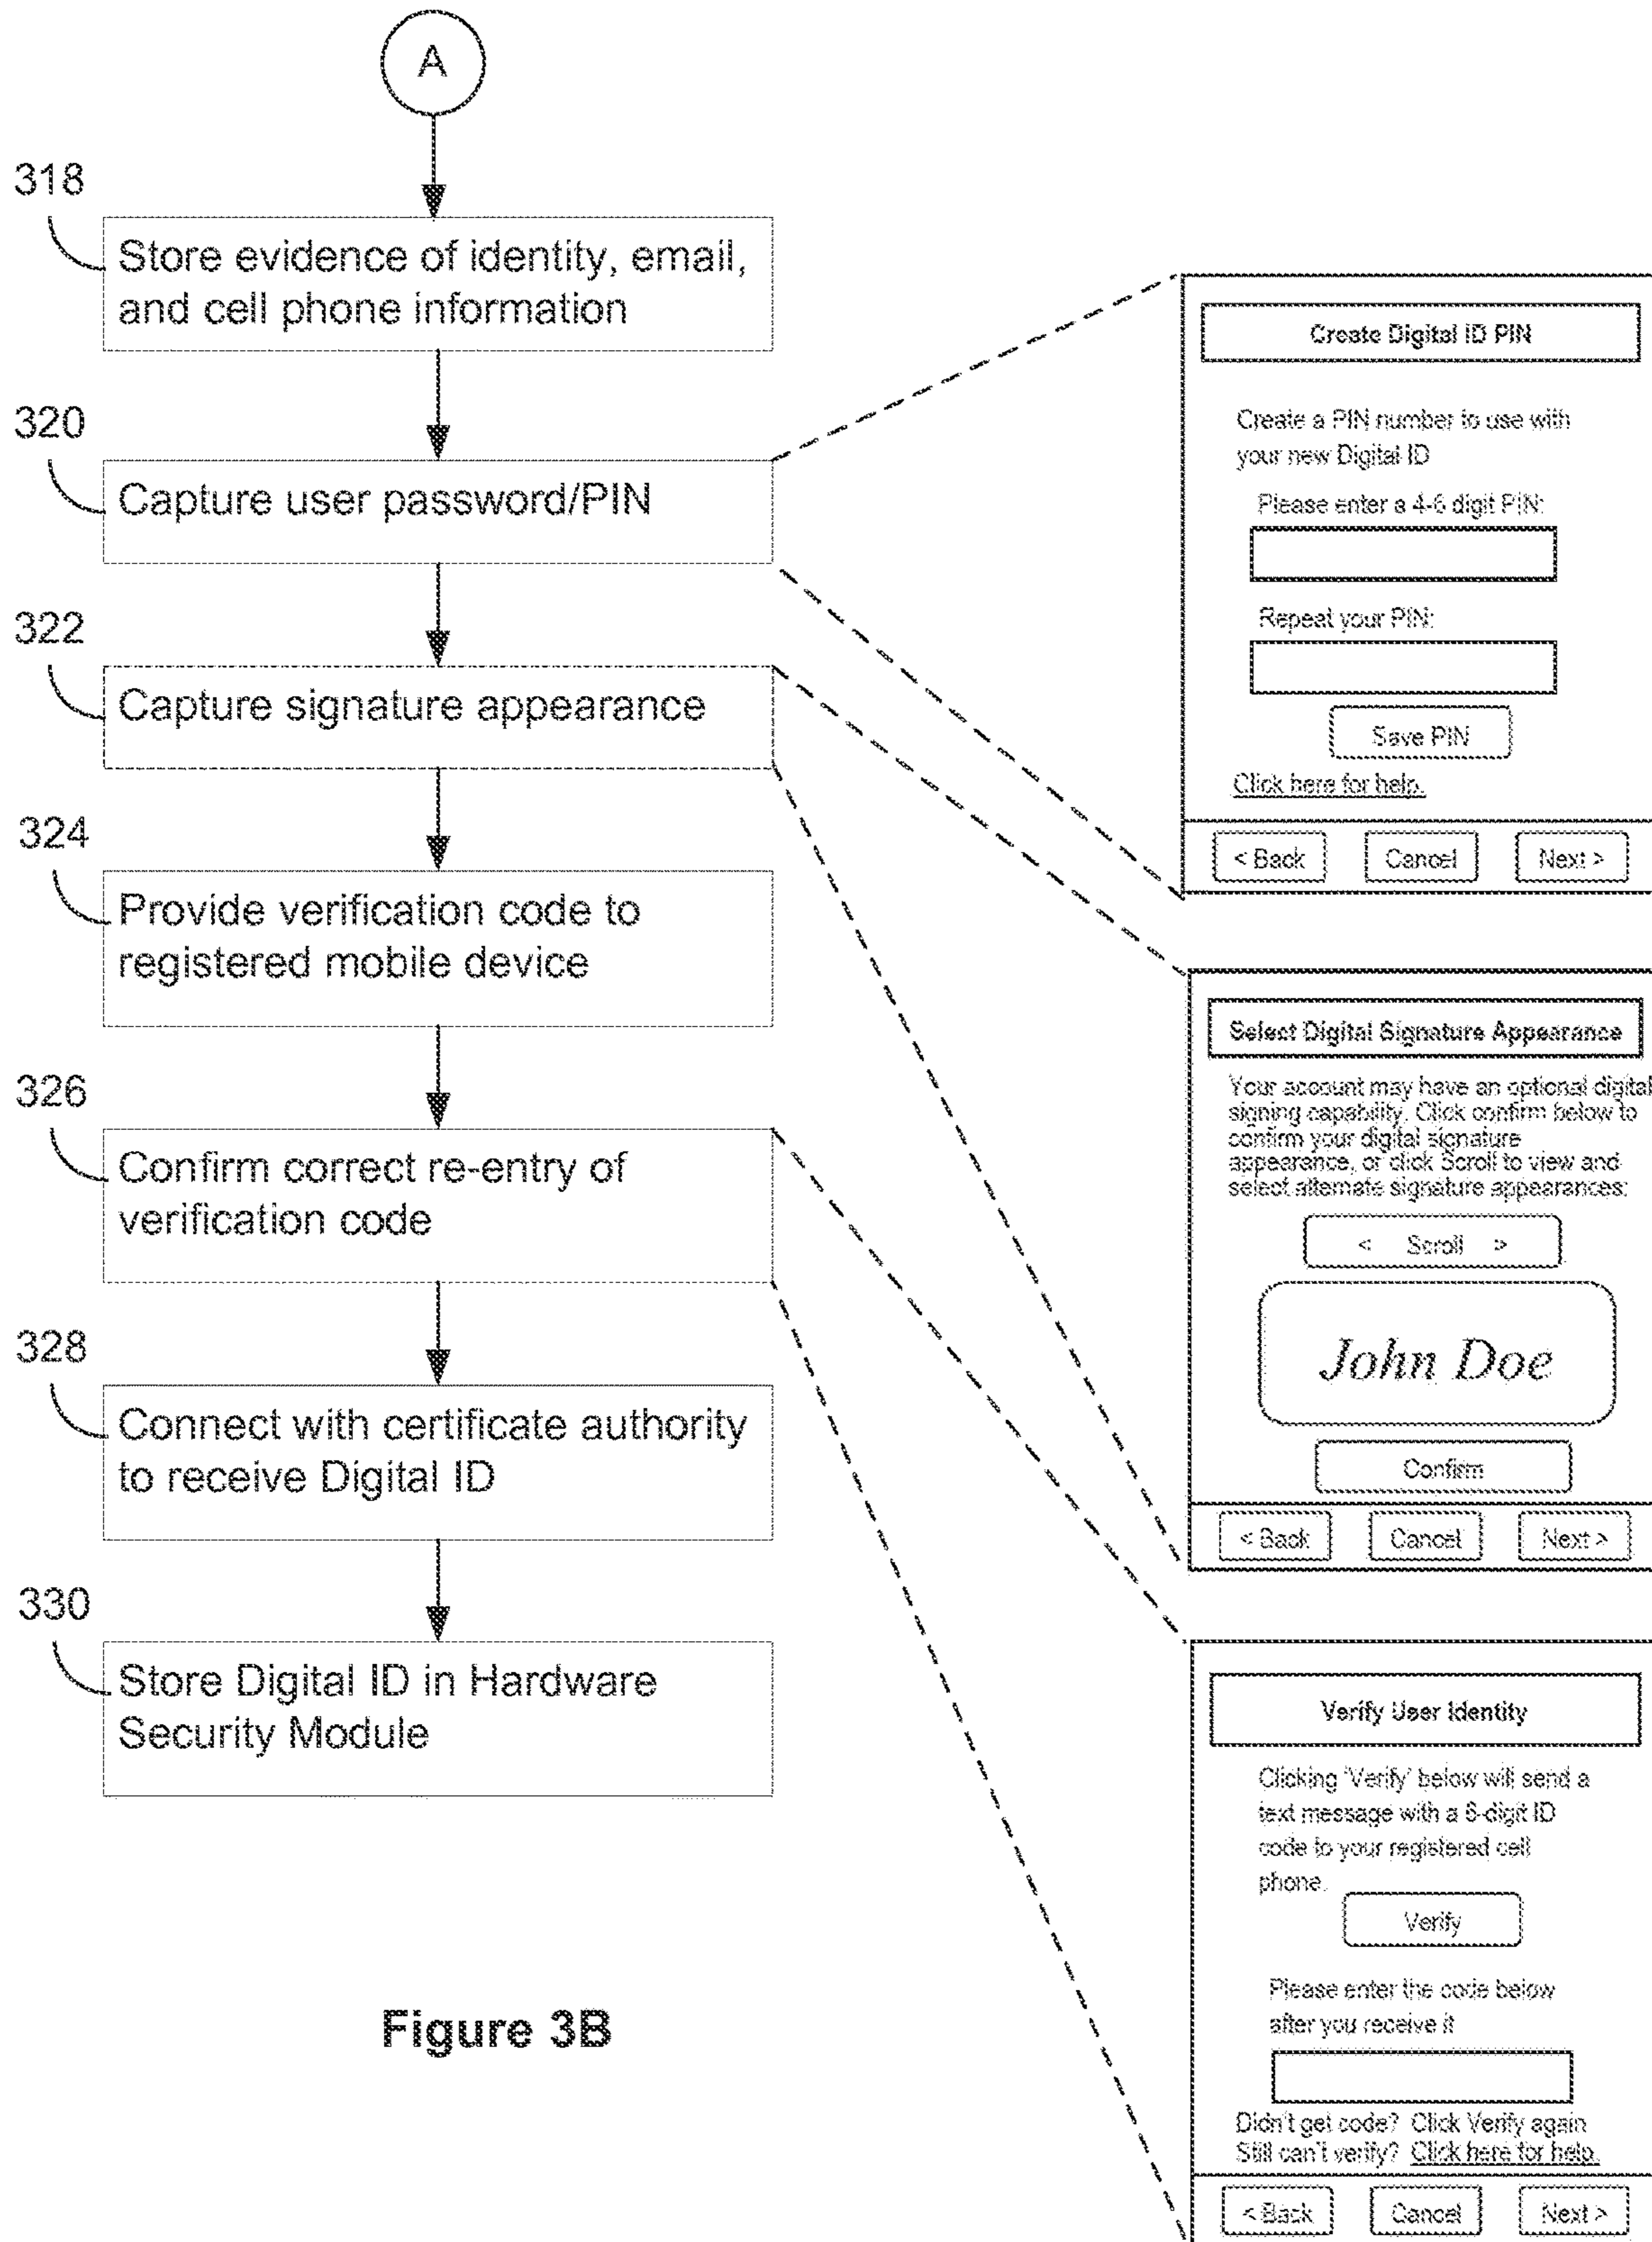 A
318
Store evidence of identity, email,
and cell phone information
320
Capture user password/PIN
322
Capture signature appearance
324
Provide verification code to
registered mobile device
326
Confirm correct re-entry of
verification code
328
Connect with certificate authority
to receive Digital ID
330
Store Digital ID in Hardware
Security Module
Create Digital ID PIN
Create a PIN number to use with
your new Digital ID
Please enter a 4-6 digit PIN:
Repeat your PIN:
Save PIN
Click here for help.
< Back Cancel Next >
Select Digital Signature Appearance
Your account may have an optional digital
signing capability. Click confirm below to
confirm your digital signature
appearance, or click Scroll to view and
select alternate signature appearances:
< Scroll >
John Doe
Confirm
< Back Cancel Next >
Verify User Identity
Clicking 'Verify' below will send a
text message with a ID
code to your registered cell
phone.
Verify
Please enter the code below
after you receive it
Didn't get code? Click Verify again
Still can't verify? Click here for help.
< Back Cancel Next >
Figure 3B